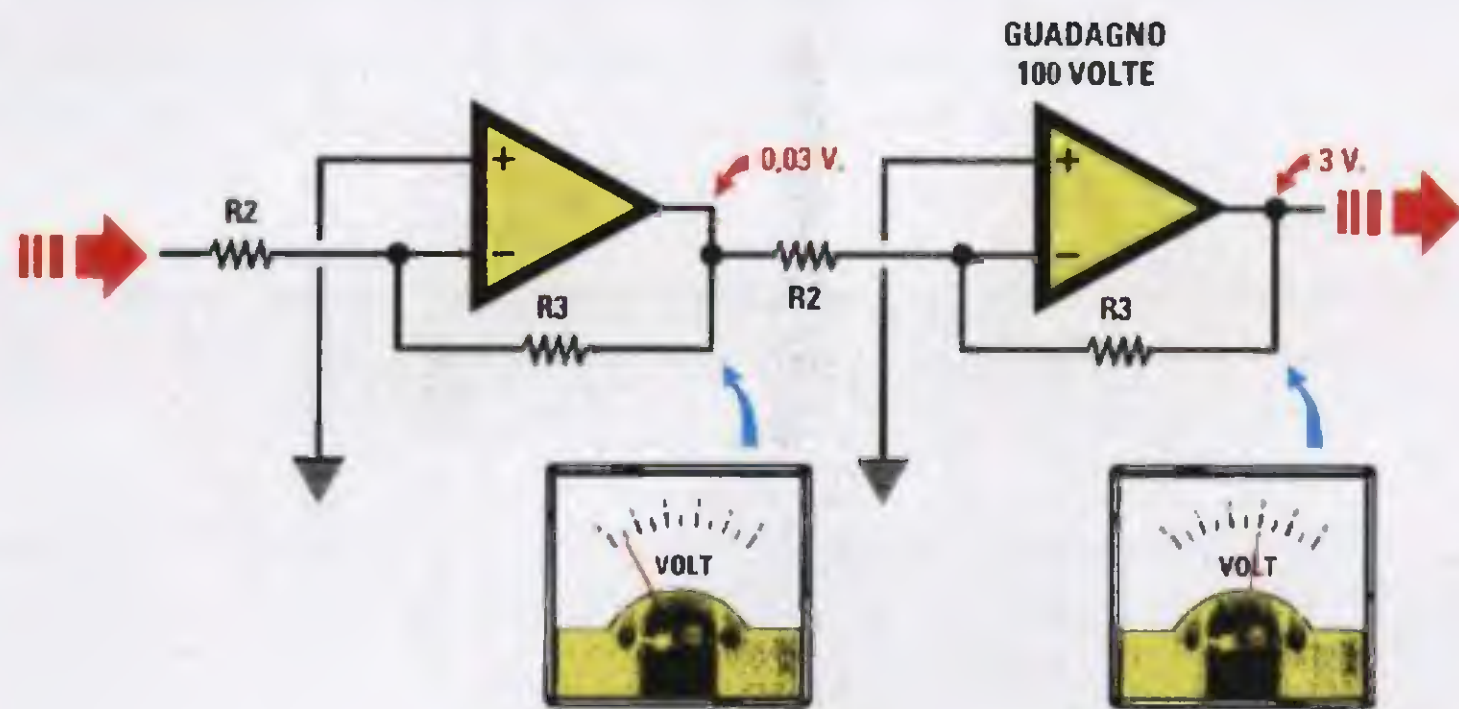 GUADAGNO
100 VOLTE
+
0,03 V.
+
3 V.
R2
−
−
R2
R3
R3
VOLT
VOLT